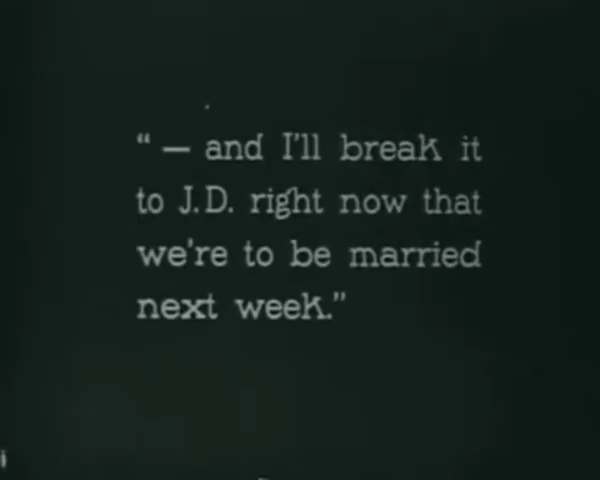 “ — and I'll break it
to J.D. right now that
we're to be married
next week.”